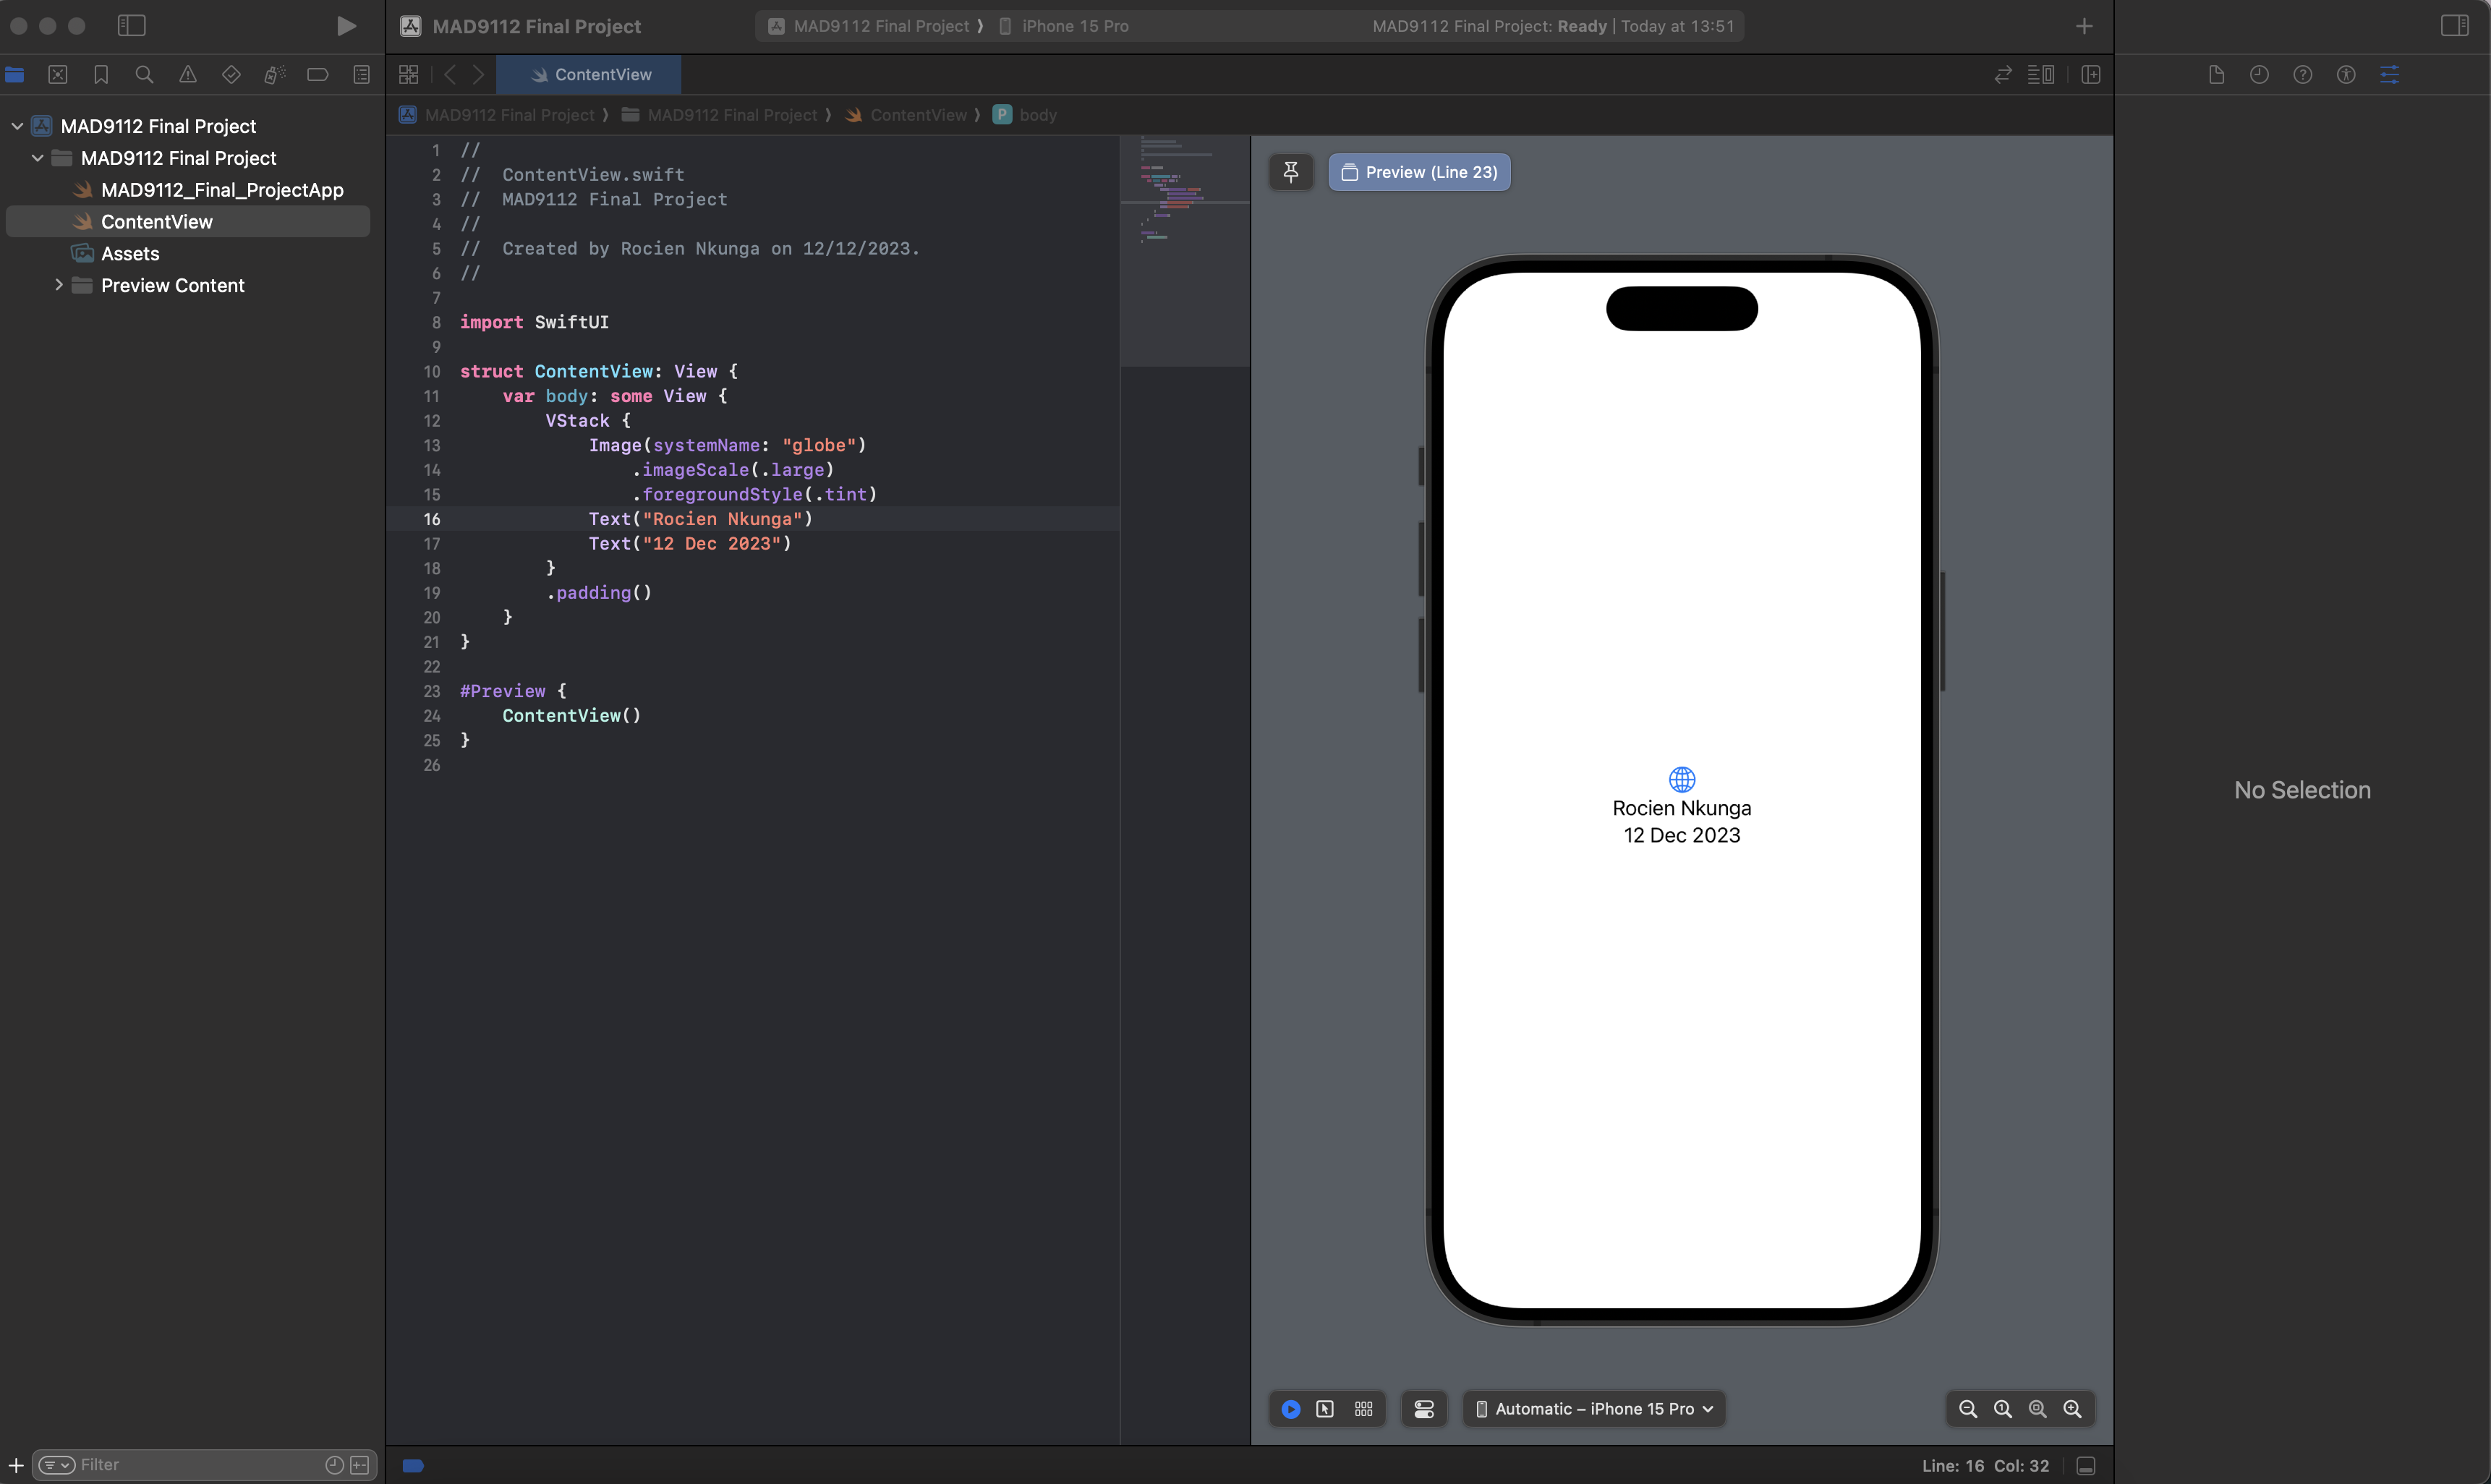 MAD9112 Final Project
MAD9112 Final Project ❭ iPhone 15 Pro
MAD9112 Final Project: Ready | Today at 13:51
ContentView
MAD9112 Final Project ❭ MAD9112 Final Project ❭ ContentView ❭ P body
MAD9112 Final Project
MAD9112 Final Project
MAD9112_Final_ProjectApp
ContentView
Assets
Preview Content
Filter
1 //
2 //  ContentView.swift
3 //  MAD9112 Final Project
4 //
5 //  Created by Rocien Nkunga on 12/12/2023.
6 //
7
8 import SwiftUI
9
10 struct ContentView: View {
11     var body: some View {
12         VStack {
13             Image(systemName: "globe")
14                 .imageScale(.large)
15                 .foregroundStyle(.tint)
16             Text("Rocien Nkunga")
17             Text("12 Dec 2023")
18         }
19         .padding()
20     }
21 }
22
23 #Preview {
24     ContentView()
25 }
26
Preview (Line 23)
Rocien Nkunga
12 Dec 2023
Automatic – iPhone 15 Pro
No Selection
Line: 16 Col: 32